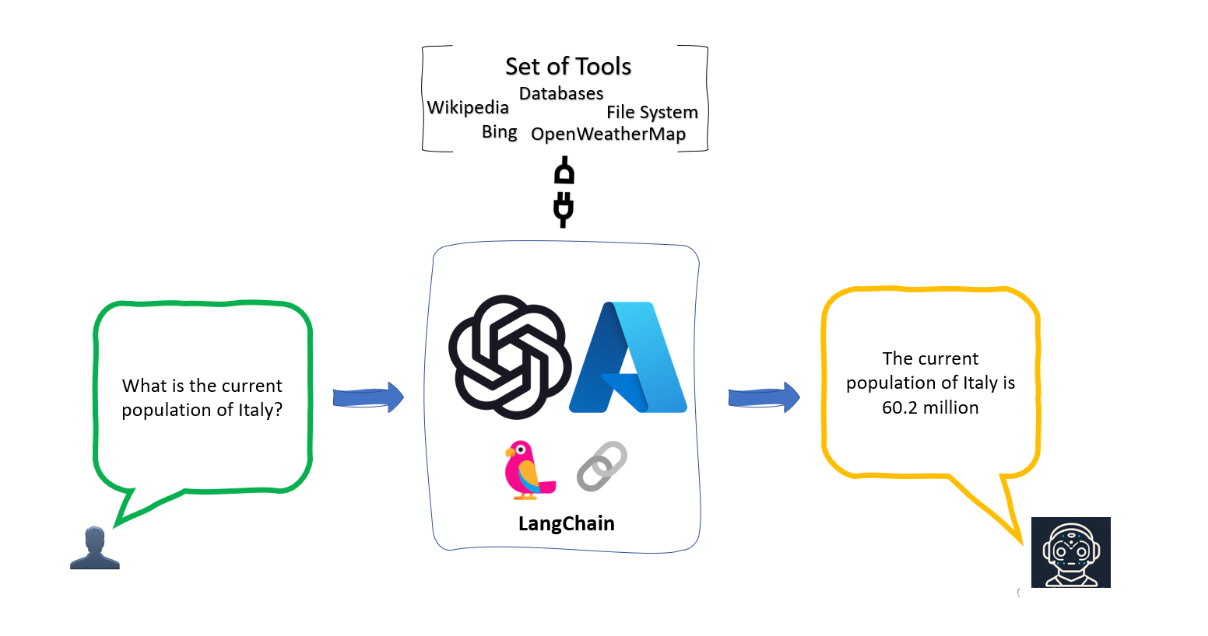 Set of Tools
Databases
Wikipedia
File System
Bing
OpenWeatherMap
What is the current
population of Italy?
LangChain
The current
population of Italy is
60.2 million